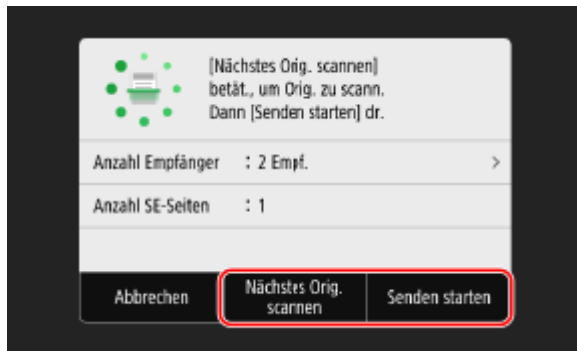 [Nächstes Orig. scannen]
betät., um Orig. zu scann.
Dann [Senden starten] dr.
Anzahl Empfänger : 2 Empf. >
Anzahl SE-Seiten : 1
Abbrechen
Nächstes Orig.
scannen
Senden starten